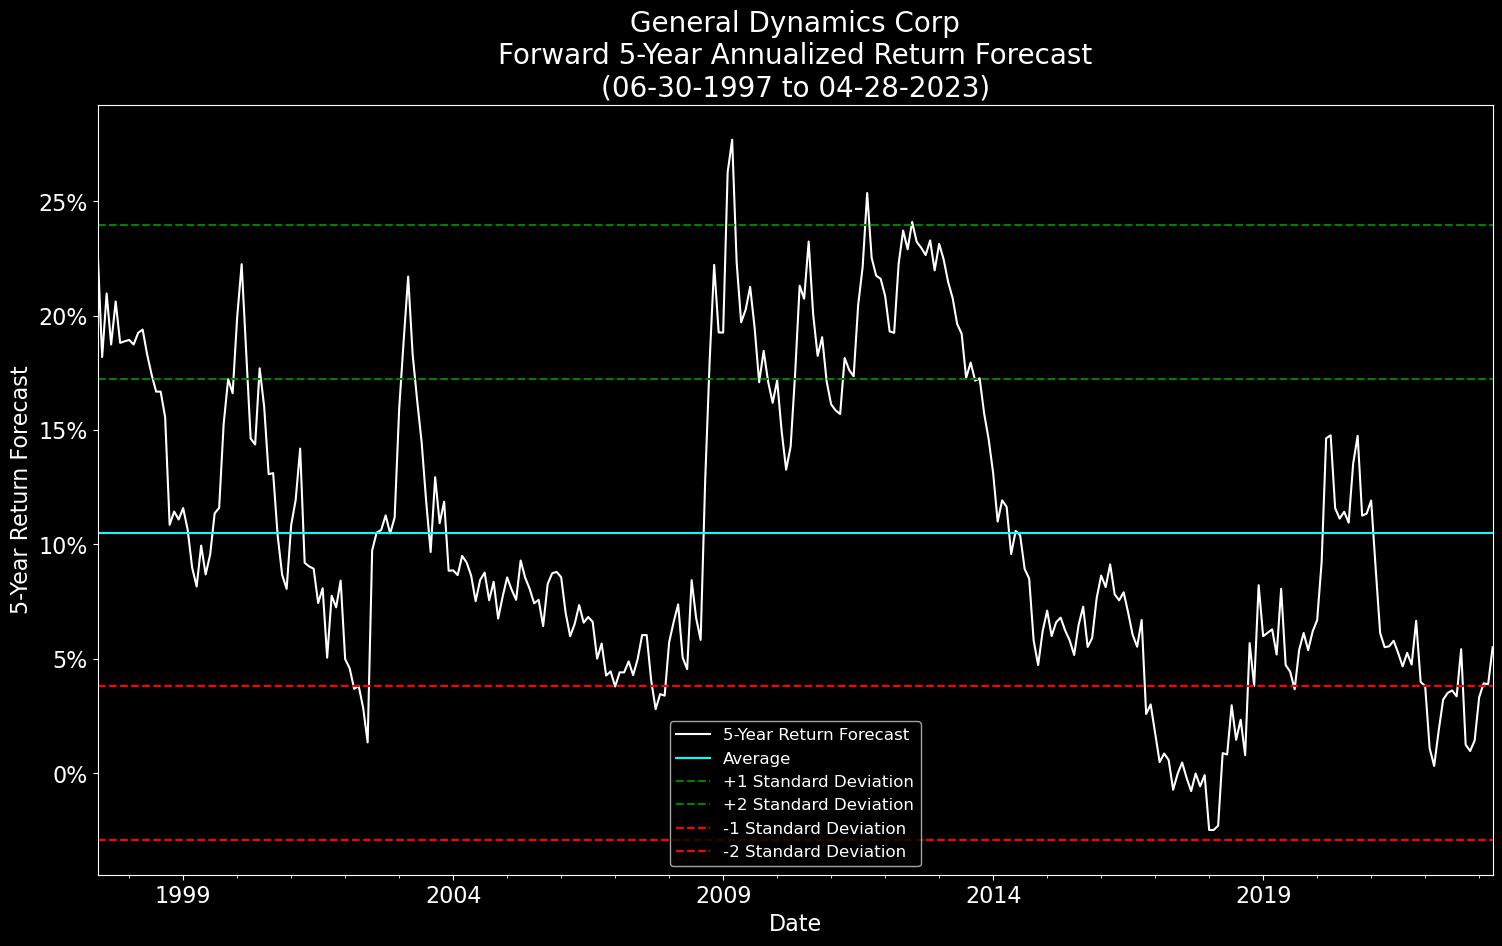 General Dynamics Corp
Forward 5-Year Annualized Return Forecast
(06-30-1997 to 04-28-2023)
5-Year Return Forecast
25%
20%
15%
10%
5%
0%
5-Year Return Forecast
Average
+1 Standard Deviation
+2 Standard Deviation
-1 Standard Deviation
-2 Standard Deviation
1999 2004 2009 2014 2019
Date